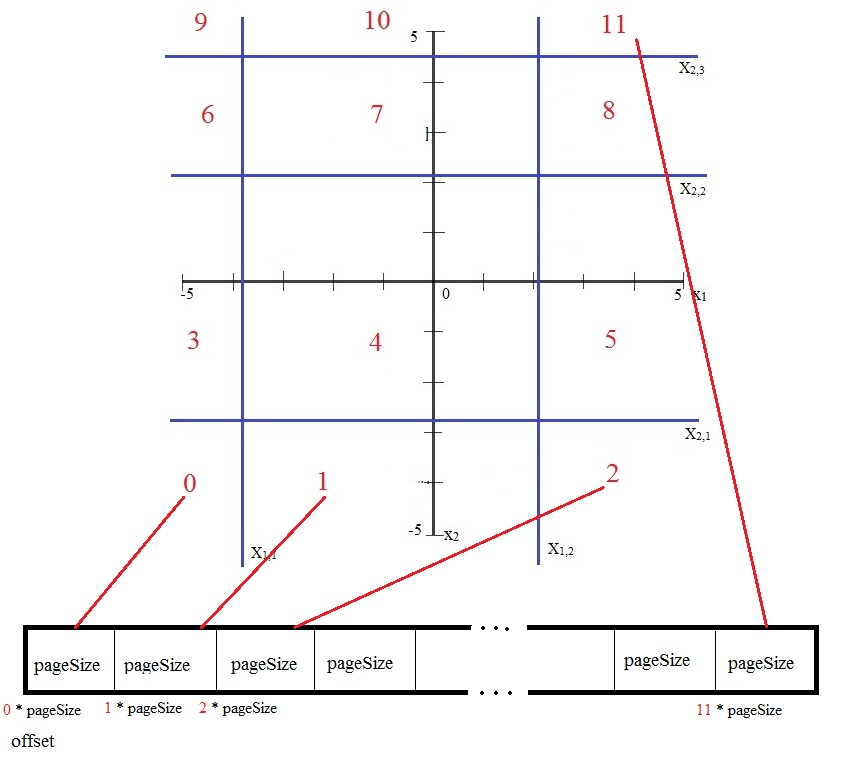 9 10 11
5
X2,3
6 7 8
X2,2
-5 0 5 x1
3 4 5
X2,1
0 1 2
-5 x2
X1,1 X1,2
... 
pageSize pageSize pageSize pageSize pageSize pageSize
...
0 * pageSize 1 * pageSize 2 * pageSize 11 * pageSize
offset